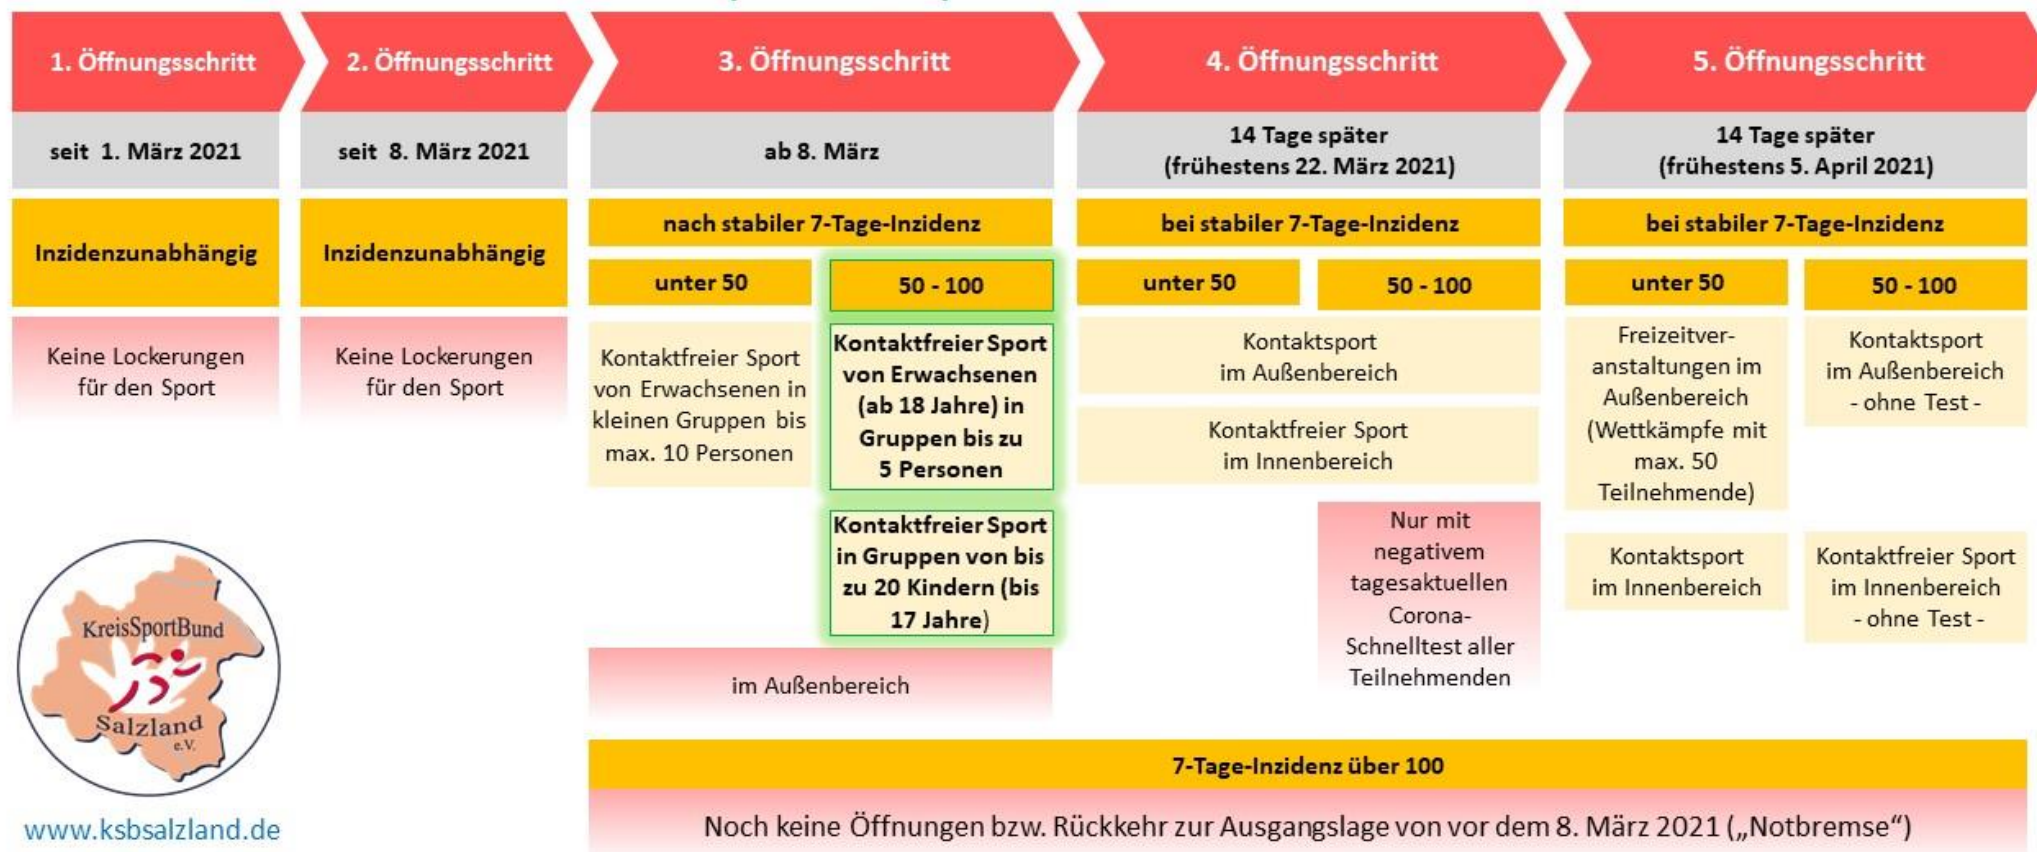 1. Öffnungsschritt
2. Öffnungsschritt
3. Öffnungsschritt
4. Öffnungsschritt
5. Öffnungsschritt
seit 1. März 2021
seit 8. März 2021
ab 8. März
14 Tage später
(frühestens 22. März 2021)
14 Tage später
(frühestens 5. April 2021)
Inzidenzunabhängig
Inzidenzunabhängig
nach stabiler 7-Tage-Inzidenz
bei stabiler 7-Tage-Inzidenz
bei stabiler 7-Tage-Inzidenz
unter 50
50 - 100
unter 50
50 - 100
unter 50
50 - 100
Keine Lockerungen
für den Sport
Keine Lockerungen
für den Sport
Kontaktfreier Sport
von Erwachsenen in
kleinen Gruppen bis
max. 10 Personen
Kontaktfreier Sport
von Erwachsenen
(ab 18 Jahre) in
Gruppen bis zu
5 Personen
Kontaktfreier Sport
in Gruppen von bis
zu 20 Kindern (bis
17 Jahre)
im Außenbereich
Kontaktsport
im Außenbereich
Kontaktfreier Sport
im Innenbereich
Nur mit
negativem
tagesaktuellen
Corona-
Schnelltest aller
Teilnehmenden
Freizeitver-
anstaltungen im
Außenbereich
(Wettkämpfe mit
max. 50
Teilnehmende)
Kontaktsport
im Innenbereich
Kontaktsport
im Außenbereich
- ohne Test -
Kontaktfreier Sport
im Innenbereich
- ohne Test -
KreisSportBund
Salzland
e.V.
www.ksbsalzland.de
7-Tage-Inzidenz über 100
Noch keine Öffnungen bzw. Rückkehr zur Ausgangslage von vor dem 8. März 2021 („Notbremse“)